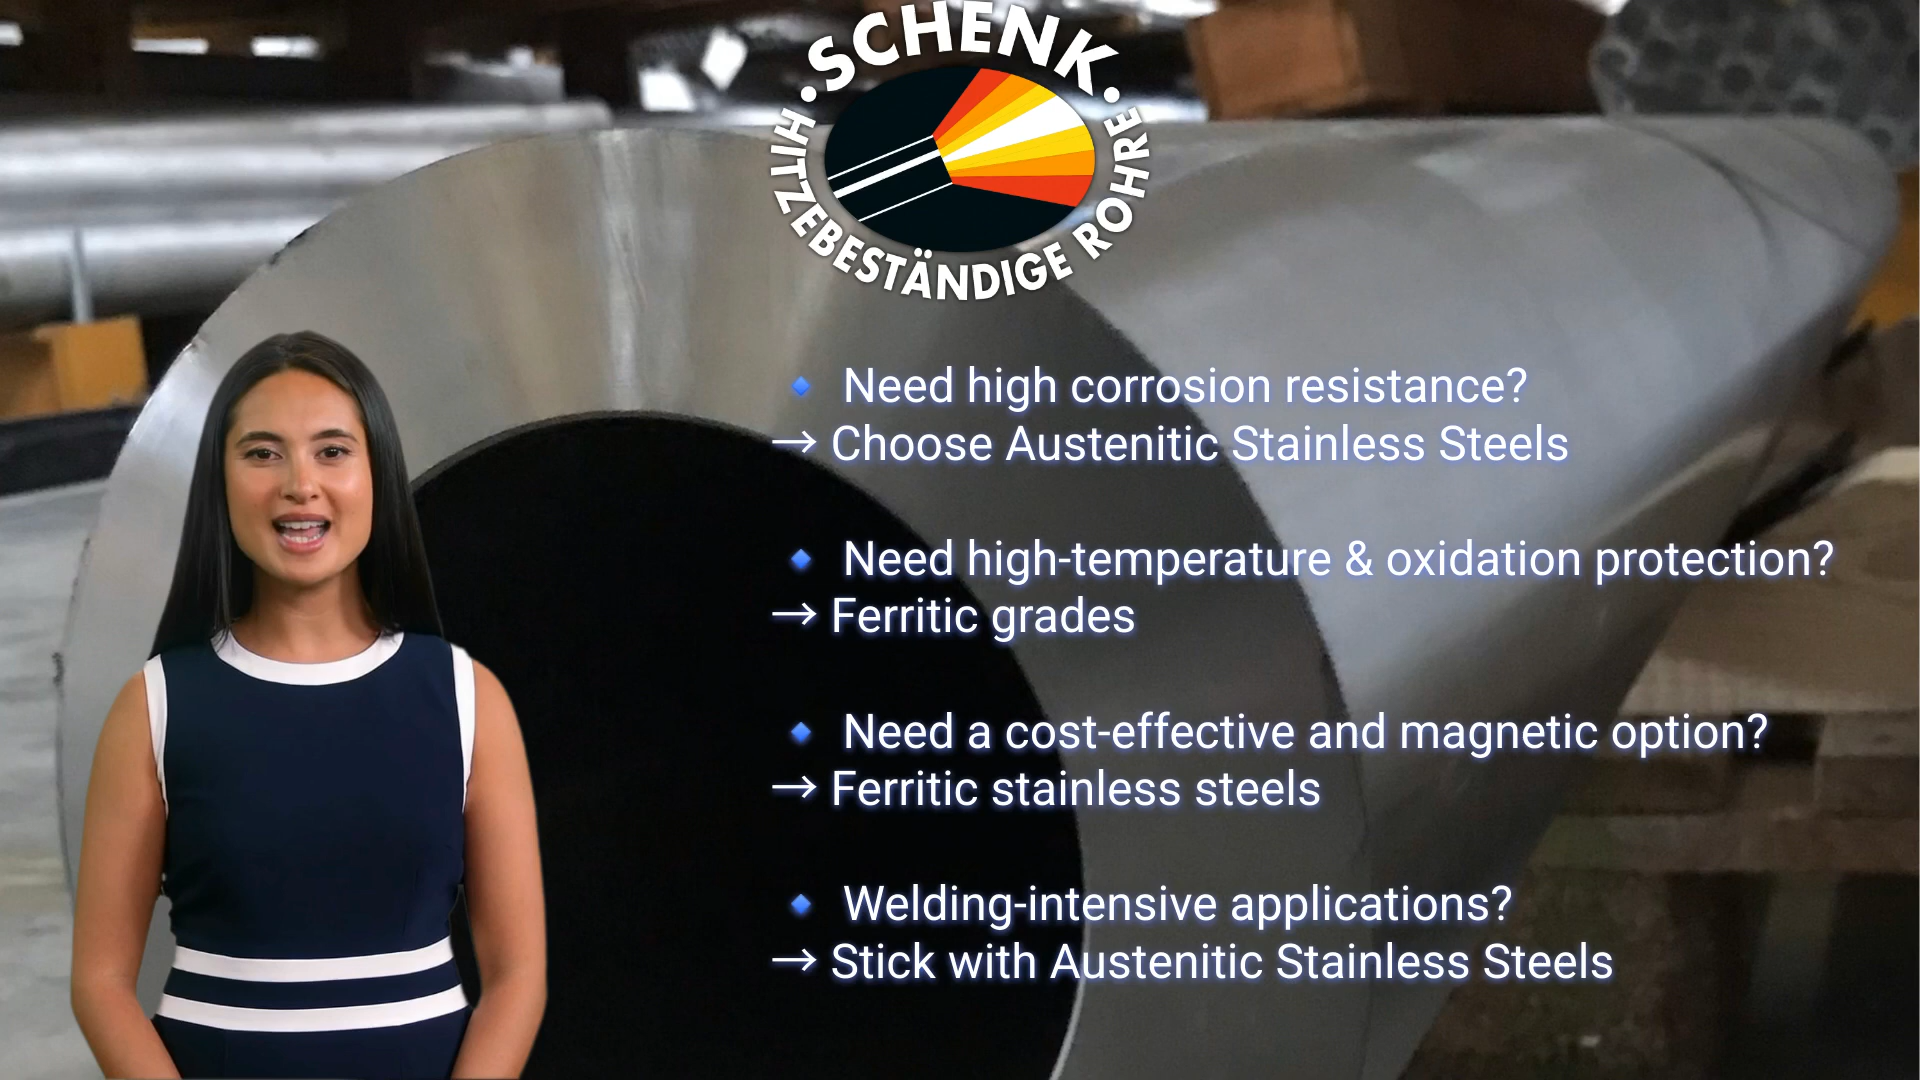 ·SCHENK·
HITZEBESTÄNDIGE ROHRE
🔹 Need high corrosion resistance?
→ Choose Austenitic Stainless Steels
🔹 Need high-temperature & oxidation protection?
→ Ferritic grades
🔹 Need a cost-effective and magnetic option?
→ Ferritic stainless steels
🔹 Welding-intensive applications?
→ Stick with Austenitic Stainless Steels